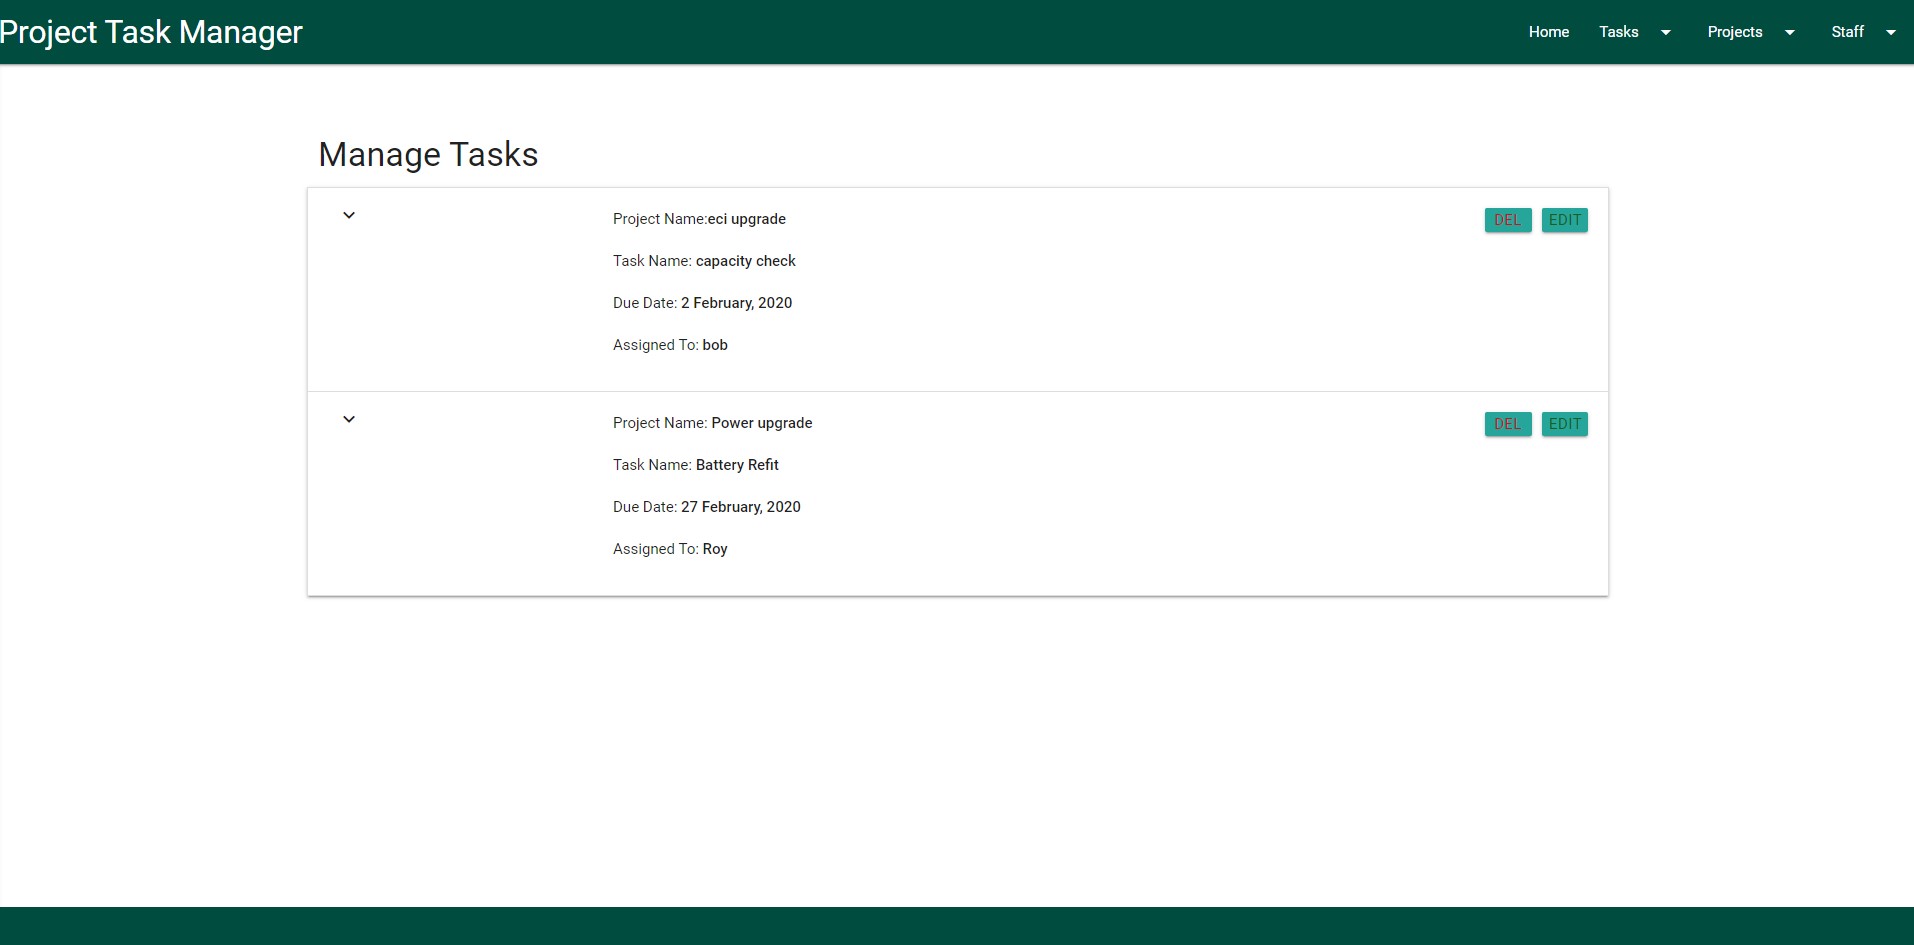 Project Task Manager
Home Tasks Projects Staff
Manage Tasks
Project Name:eci upgrade
DEL EDIT
Task Name: capacity check
Due Date: 2 February, 2020
Assigned To: bob
Project Name: Power upgrade
DEL EDIT
Task Name: Battery Refit
Due Date: 27 February, 2020
Assigned To: Roy